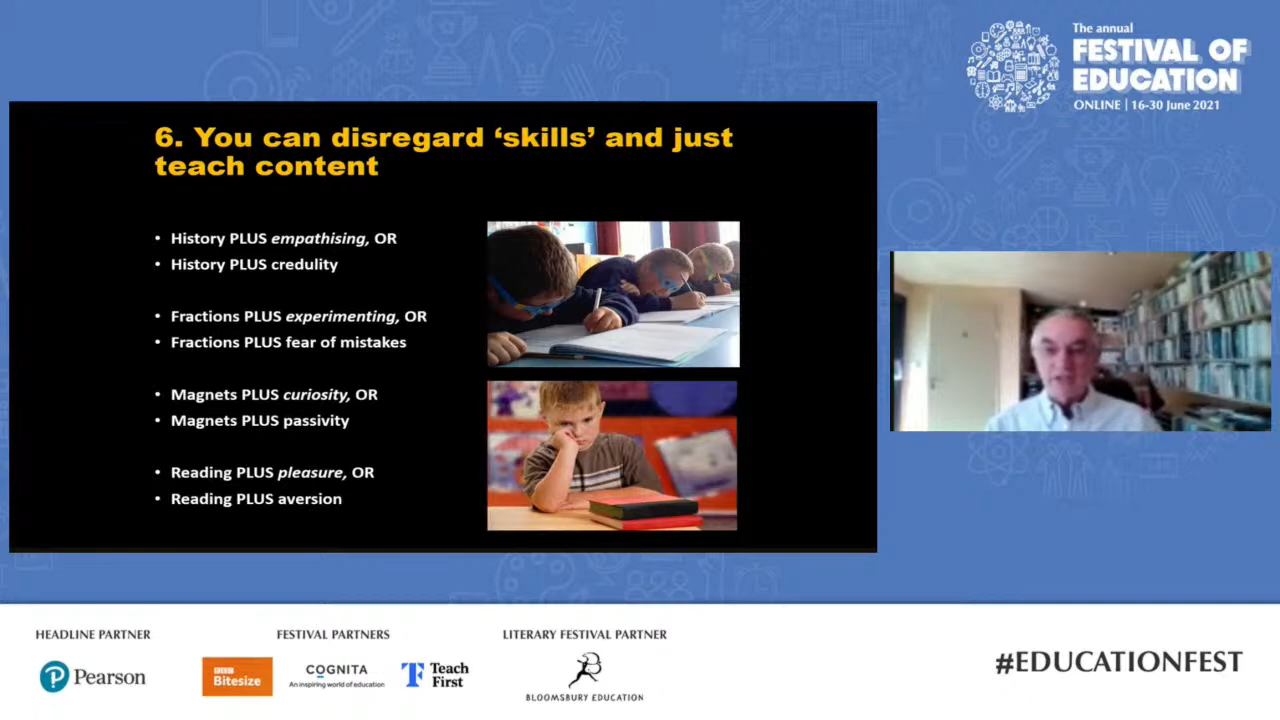 The annual
FESTIVAL OF
EDUCATION
ONLINE | 16-30 June 2021
6. You can disregard ‘skills’ and just
teach content
• History PLUS empathising, OR
• History PLUS credulity
• Fractions PLUS experimenting, OR
• Fractions PLUS fear of mistakes
• Magnets PLUS curiosity, OR
• Magnets PLUS passivity
• Reading PLUS pleasure, OR
• Reading PLUS aversion
HEADLINE PARTNER
Pearson
FESTIVAL PARTNERS
BBC
Bitesize
COGNITA
An inspiring world of education
Teach
First
LITERARY FESTIVAL PARTNER
BLOOMSBURY EDUCATION
#EDUCATIONFEST